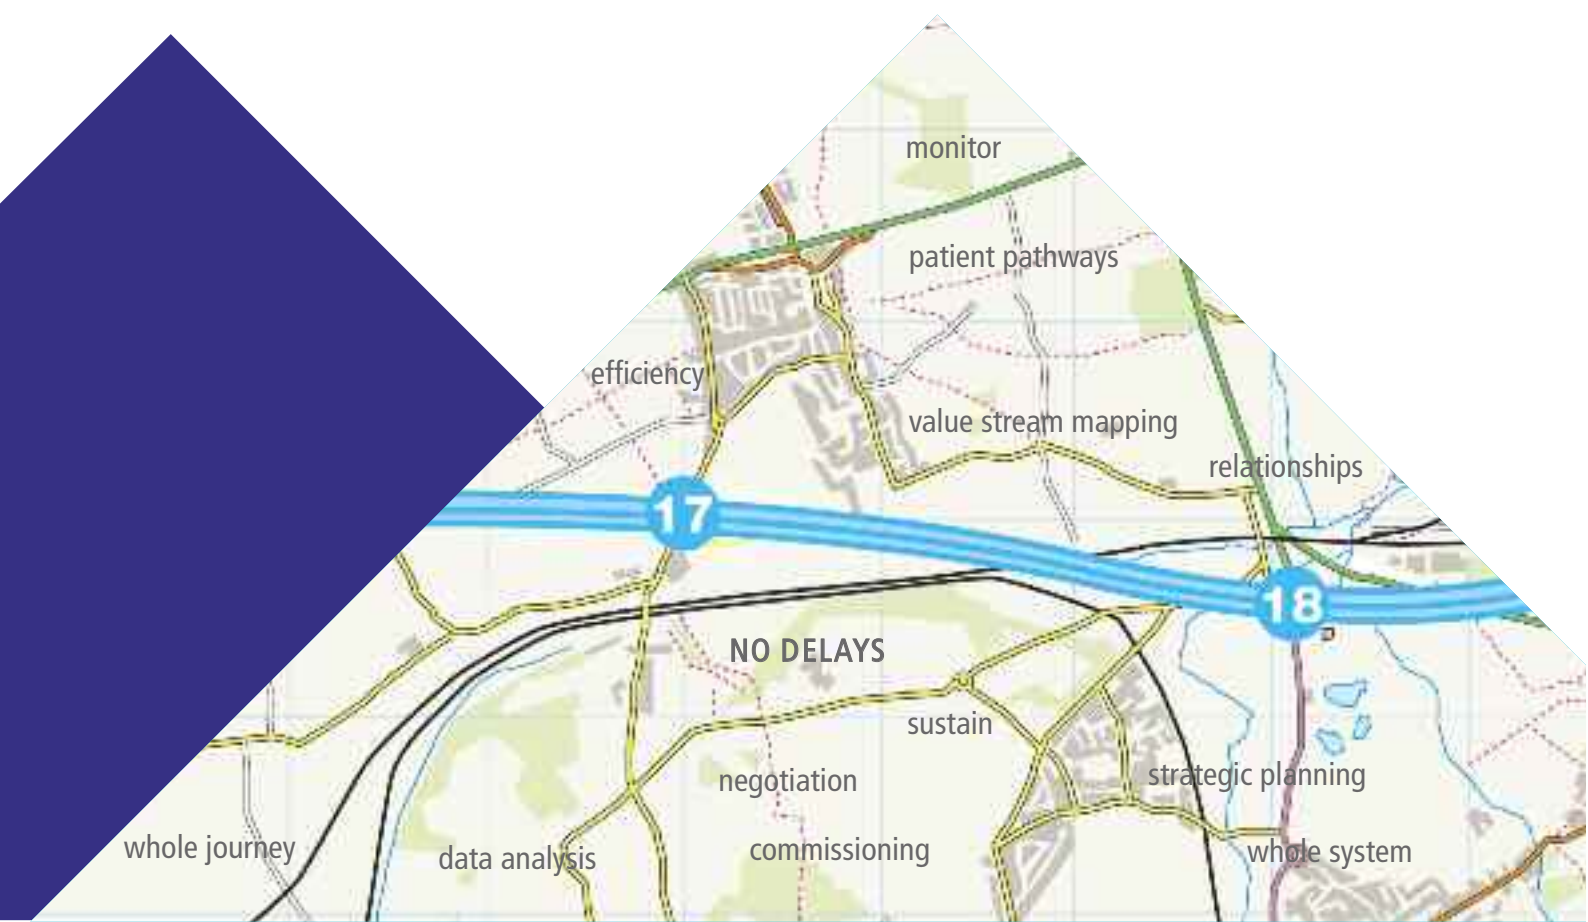 monitor
patient pathways
efficiency
value stream mapping
relationships
17
18
NO DELAYS
sustain
negotiation
strategic planning
whole journey
data analysis
commissioning
whole system